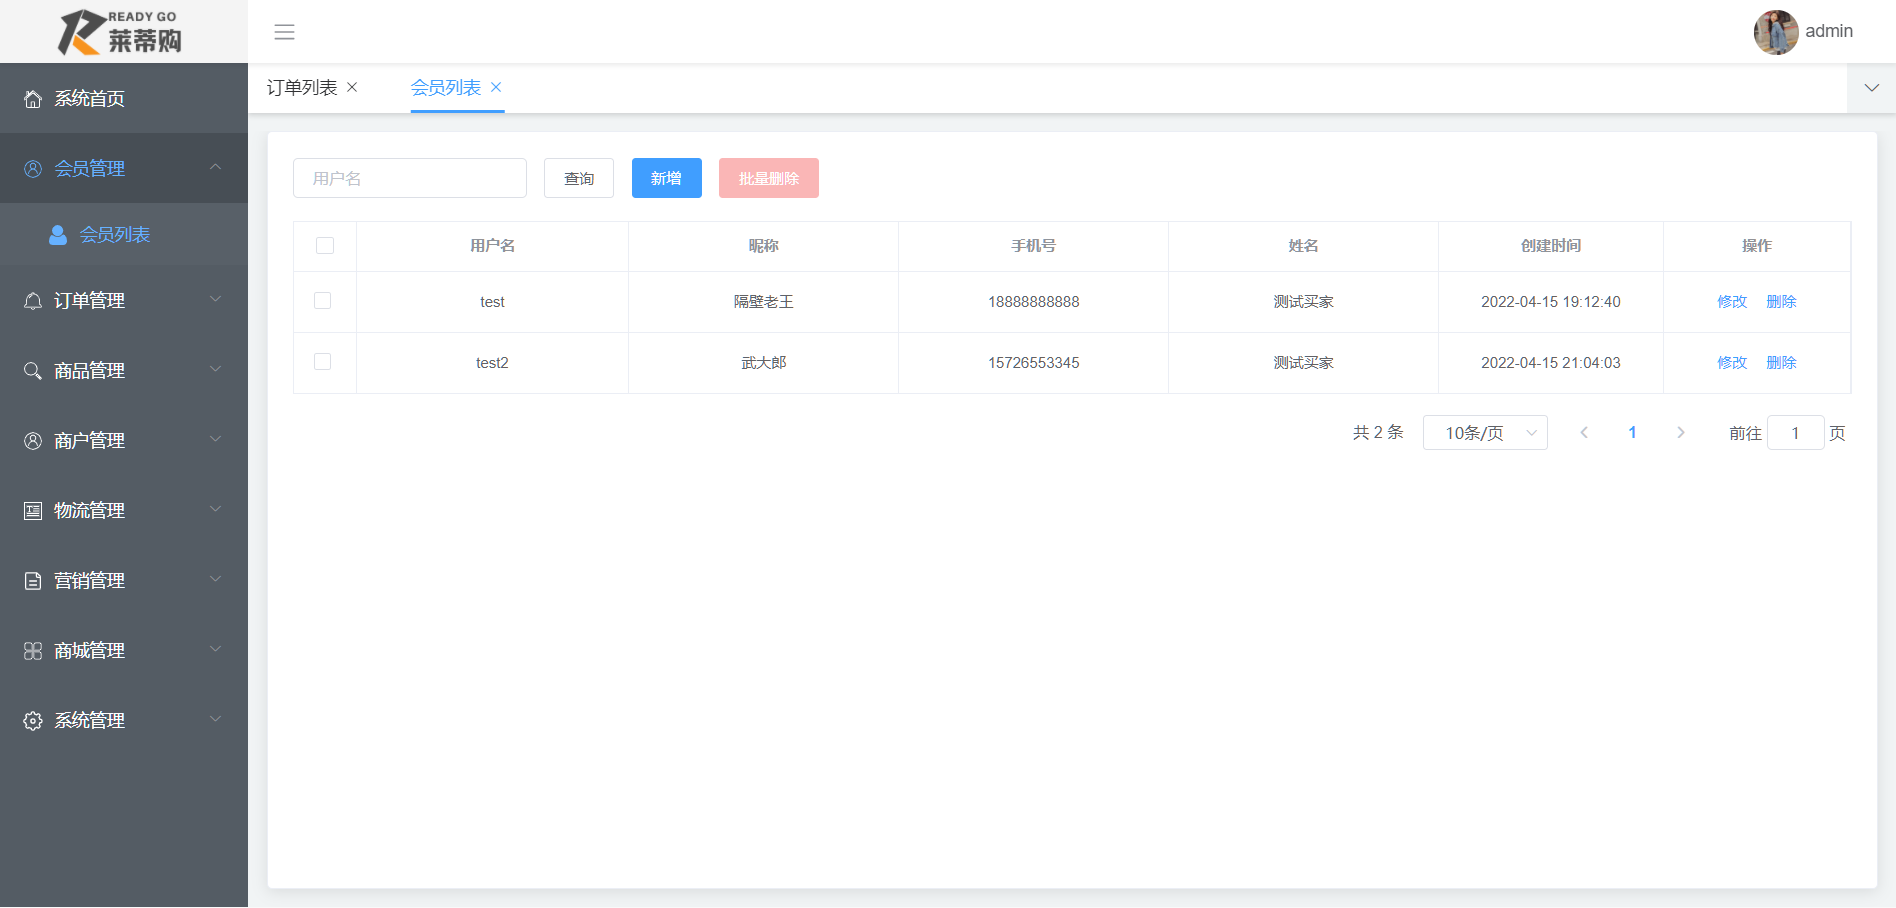 READY GO
莱蒂购
admin
系统首页
会员管理
会员列表
订单管理
商品管理
商户管理
物流管理
营销管理
商城管理
系统管理
订单列表 会员列表
用户名 查询 新增 批量删除
用户名 昵称 手机号 姓名 创建时间 操作
test 隔壁老王 18888888888 测试买家 2022-04-15 19:12:40 修改 删除
test2 武大郎 15726553345 测试买家 2022-04-15 21:04:03 修改 删除
共 2 条 10条/页 1 前往 1 页